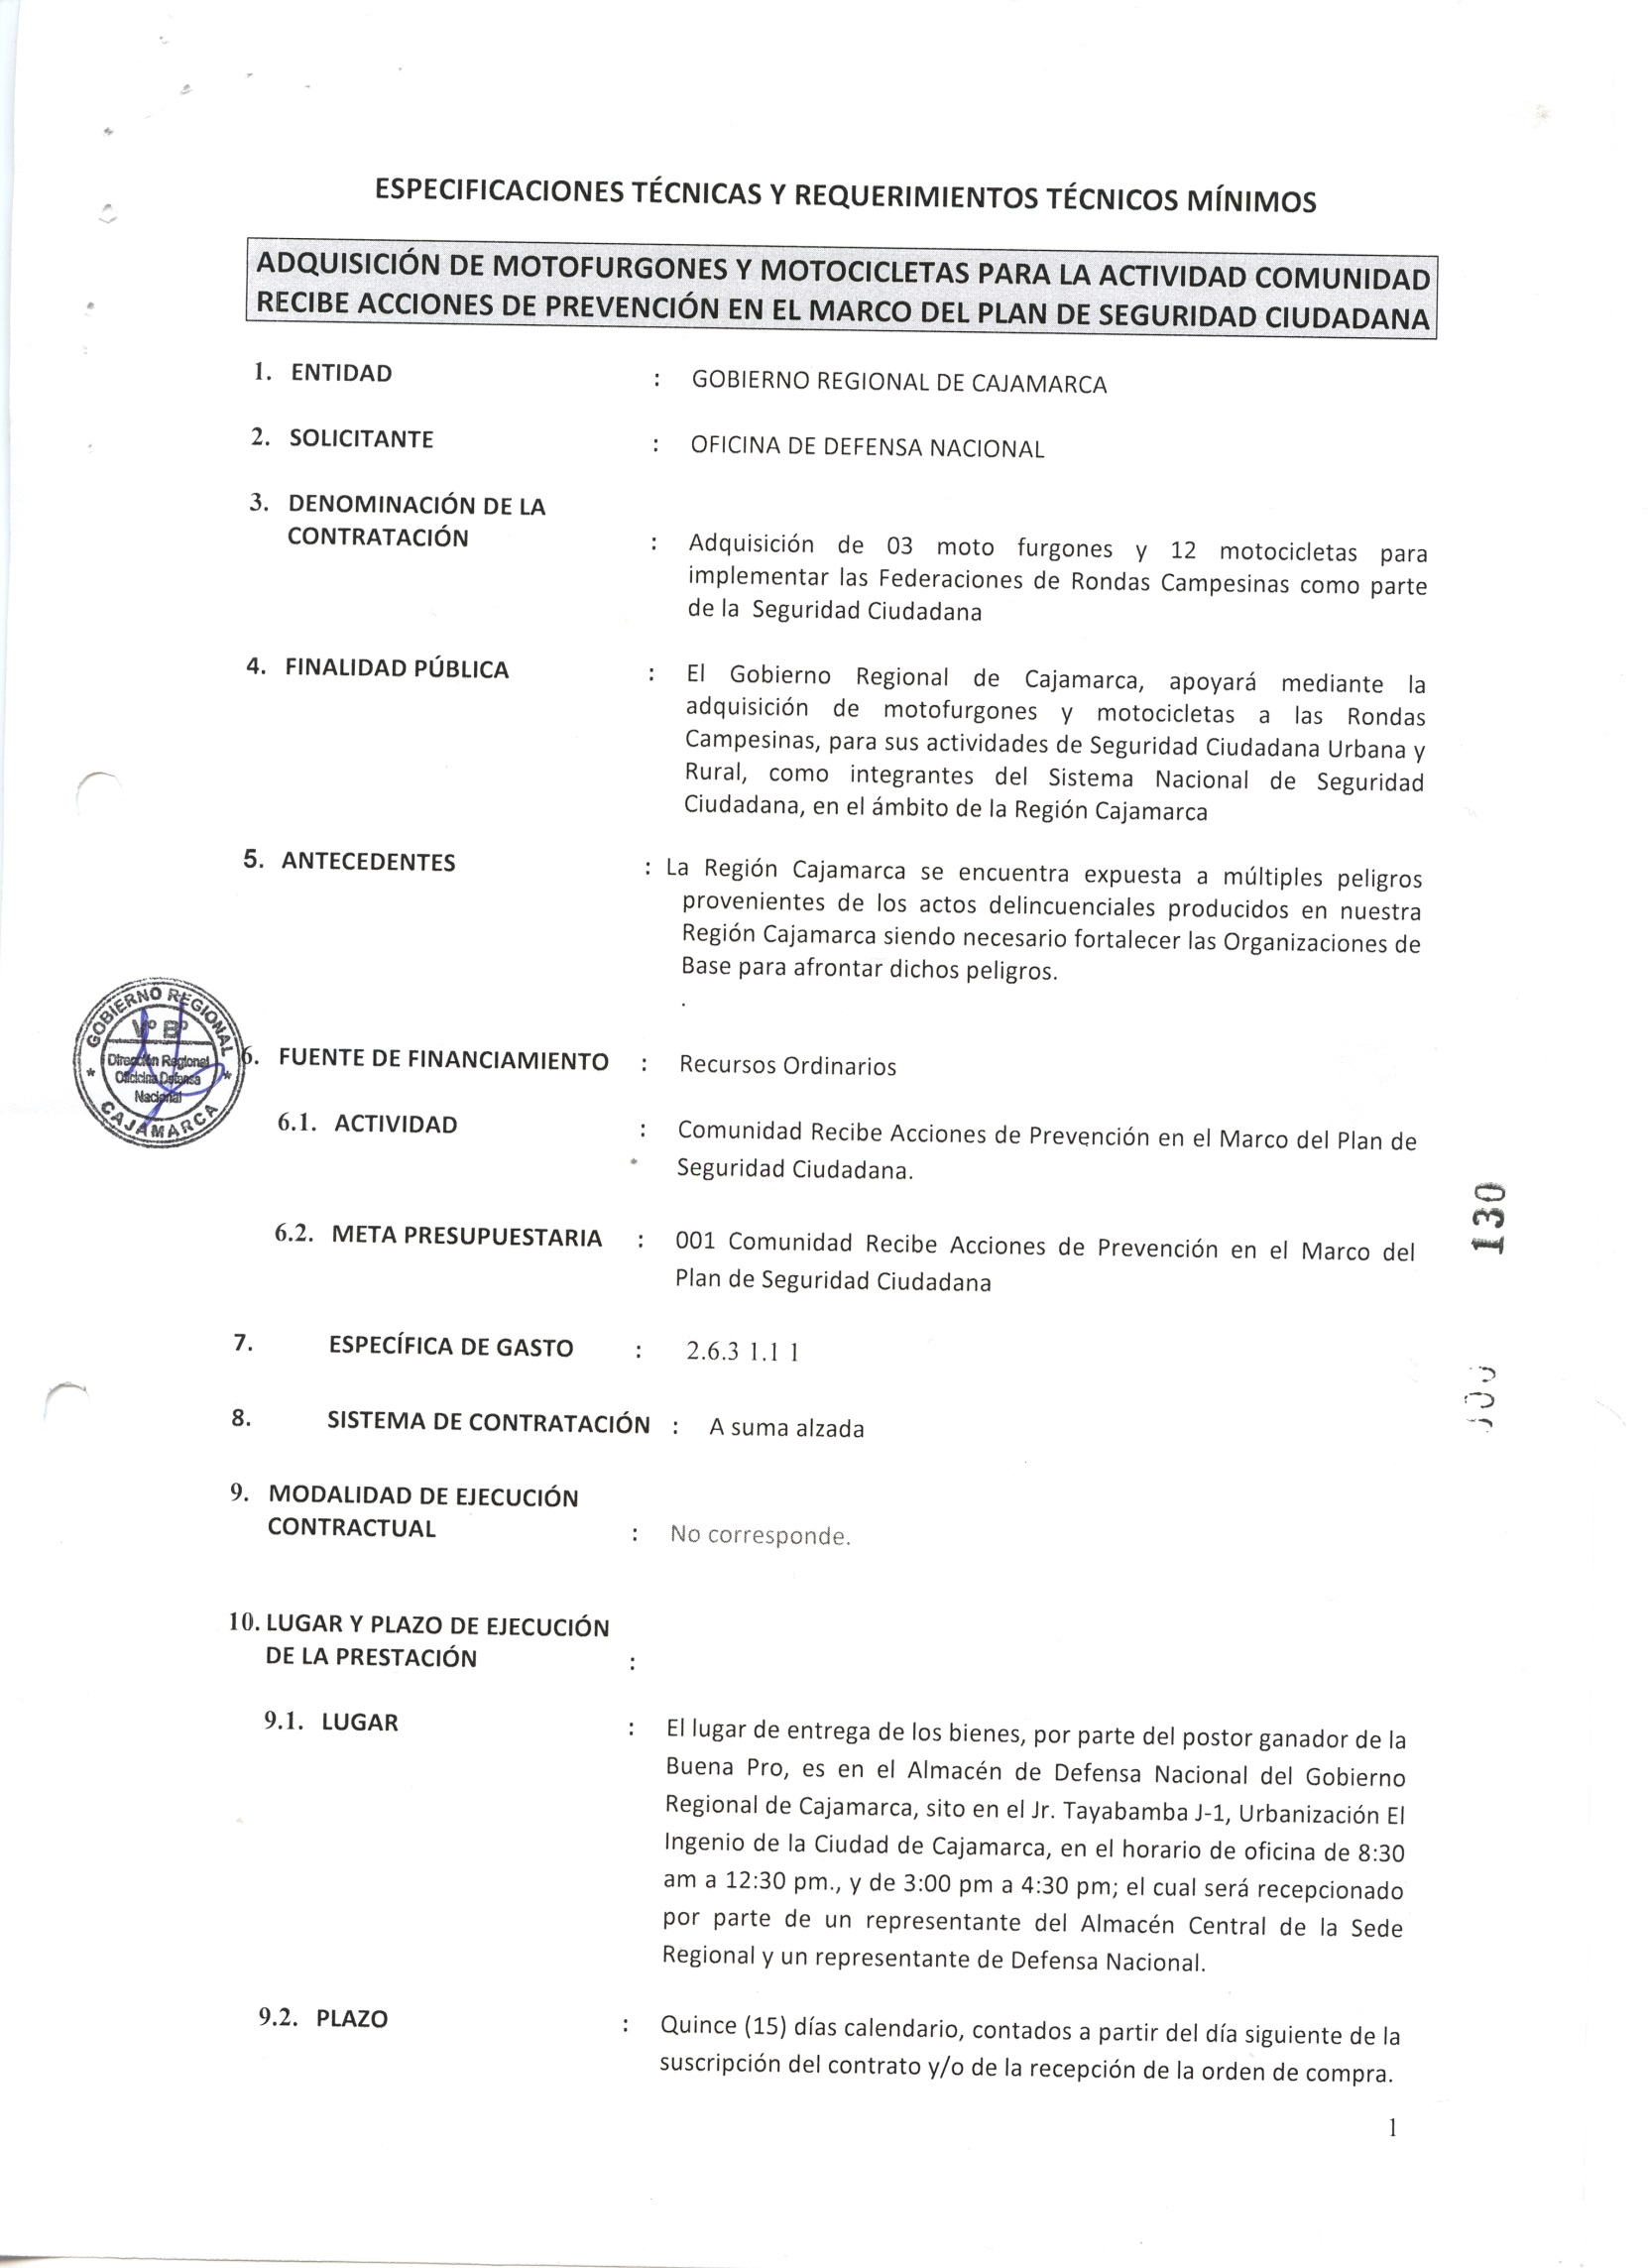 ESPECIFICACIONES TÉCNICAS Y REQUERIMIENTOS TÉCNICOS MÍNIMOS
ADQUISICIÓN DE MOTOFURGONES Y MOTOCICLETAS PARA LA ACTIVIDAD COMUNIDAD
RECIBE ACCIONES DE PREVENCIÓN EN EL MARCO DEL PLAN DE SEGURIDAD CIUDADANA
1. ENTIDAD : GOBIERNO REGIONAL DE CAJAMARCA
2. SOLICITANTE : OFICINA DE DEFENSA NACIONAL
3. DENOMINACIÓN DE LA
CONTRATACIÓN : Adquisición de 03 moto furgones y 12 motocicletas para
implementar las Federaciones de Rondas Campesinas como parte
de la Seguridad Ciudadana
4. FINALIDAD PÚBLICA : El Gobierno Regional de Cajamarca, apoyará mediante la
adquisición de motofurgones y motocicletas a las Rondas
Campesinas, para sus actividades de Seguridad Ciudadana Urbana y
Rural, como integrantes del Sistema Nacional de Seguridad
Ciudadana, en el ámbito de la Región Cajamarca
5. ANTECEDENTES : La Región Cajamarca se encuentra expuesta a múltiples peligros
provenientes de los actos delincuenciales producidos en nuestra
Región Cajamarca siendo necesario fortalecer las Organizaciones de
Base para afrontar dichos peligros.
.
GOBIERNO REGIONAL
Vº Bº
Dirección Regional
Oficicina Defensa
Nacional
* CAJAMARCA *
6. FUENTE DE FINANCIAMIENTO : Recursos Ordinarios
6.1. ACTIVIDAD : Comunidad Recibe Acciones de Prevención en el Marco del Plan de
Seguridad Ciudadana.
6.2. META PRESUPUESTARIA : 001 Comunidad Recibe Acciones de Prevención en el Marco del
Plan de Seguridad Ciudadana
130
7. ESPECÍFICA DE GASTO : 2.6.3 1.1 1
8. SISTEMA DE CONTRATACIÓN : A suma alzada
9. MODALIDAD DE EJECUCIÓN
CONTRACTUAL : No corresponde.
10. LUGAR Y PLAZO DE EJECUCIÓN
DE LA PRESTACIÓN :
9.1. LUGAR : El lugar de entrega de los bienes, por parte del postor ganador de la
Buena Pro, es en el Almacén de Defensa Nacional del Gobierno
Regional de Cajamarca, sito en el Jr. Tayabamba J-1, Urbanización El
Ingenio de la Ciudad de Cajamarca, en el horario de oficina de 8:30
am a 12:30 pm., y de 3:00 pm a 4:30 pm; el cual será recepcionado
por parte de un representante del Almacén Central de la Sede
Regional y un representante de Defensa Nacional.
9.2. PLAZO : Quince (15) días calendario, contados a partir del día siguiente de la
suscripción del contrato y/o de la recepción de la orden de compra.
1